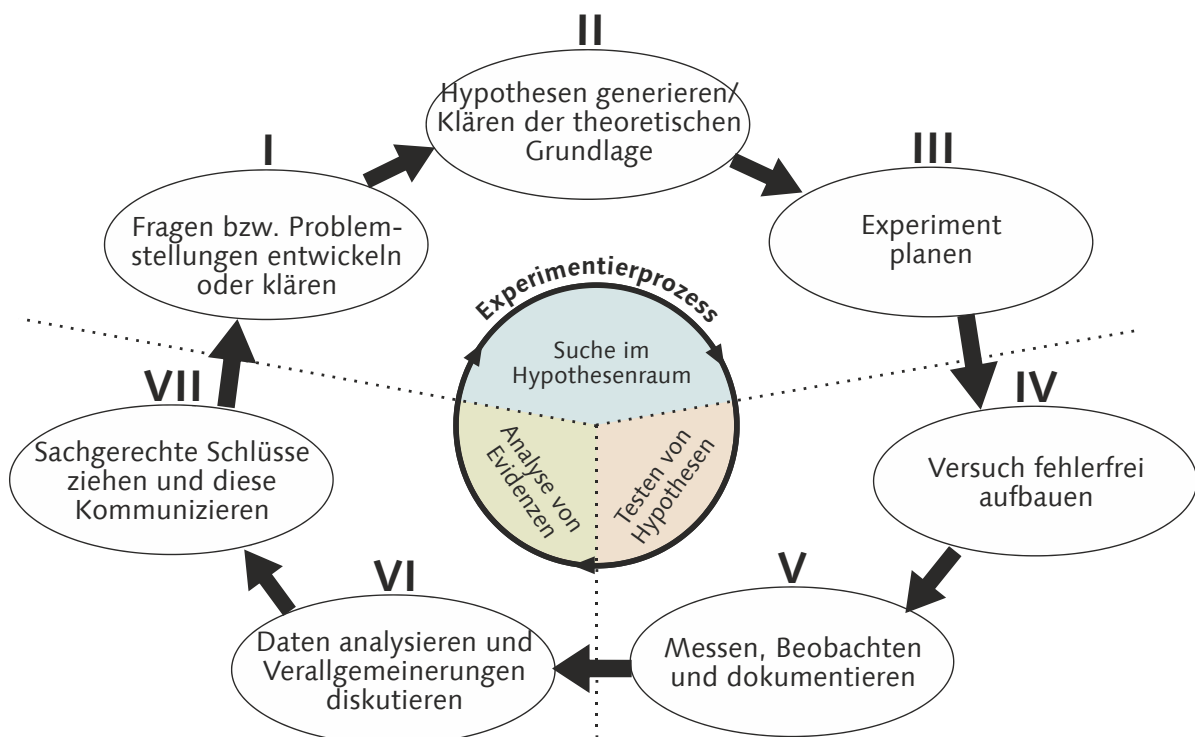 I
Fragen bzw. Problem-
stellungen entwickeln
oder klären
II
Hypothesen generieren/
Klären der theoretischen
Grundlage
III
Experiment
planen
IV
Versuch fehlerfrei
aufbauen
V
Messen, Beobachten
und dokumentieren
VI
Daten analysieren und
Verallgemeinerungen
diskutieren
VII
Sachgerechte Schlüsse
ziehen und diese
Kommunizieren
Experimentierprozess
Suche im
Hypothesenraum
Testen von
Hypothesen
Analyse von
Evidenzen